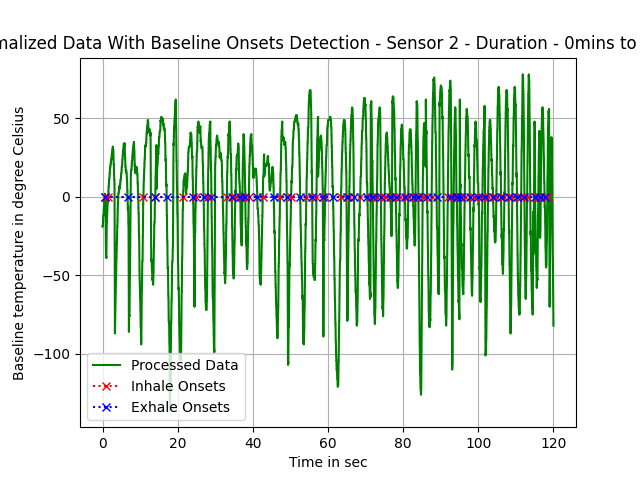 malized Data With Baseline Onsets Detection - Sensor 2 - Duration - 0mins to
Baseline temperature in degree Celsius
50
0
−50
−100
Processed Data
Inhale Onsets
Exhale Onsets
0 20 40 60 80 100 120
Time in sec